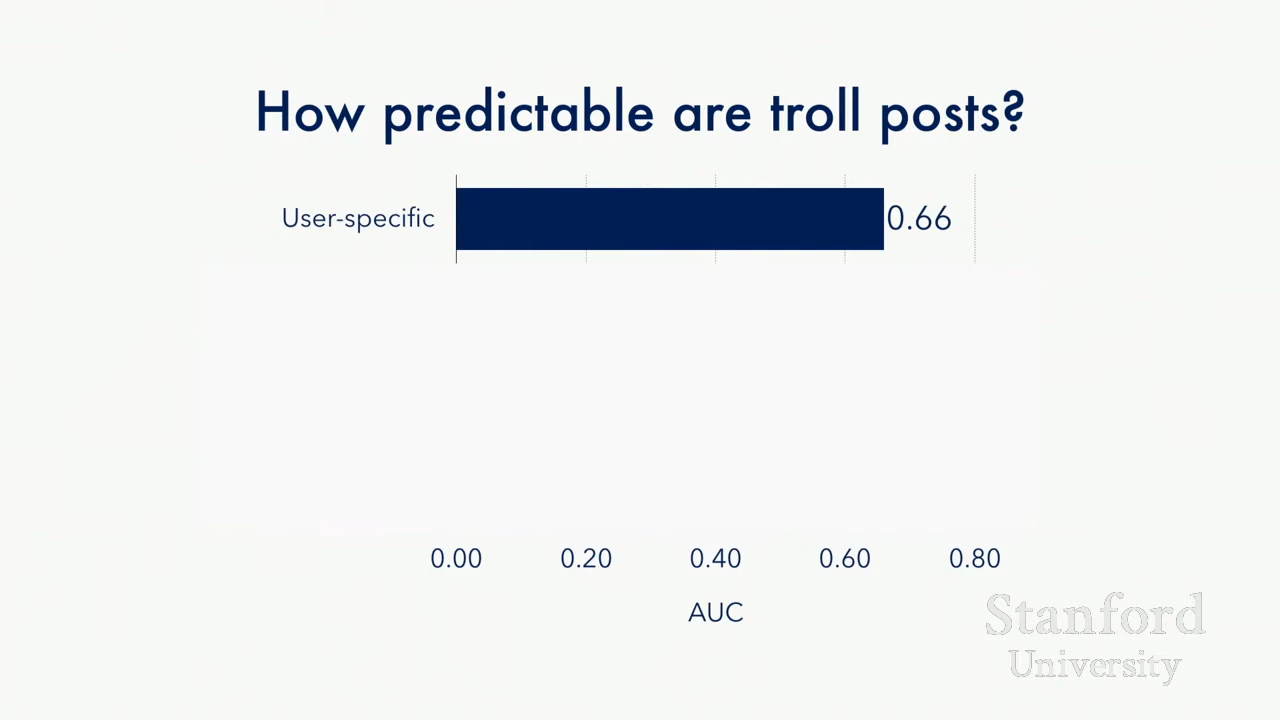 How predictable are troll posts?
User-specific
0.66
0.00 0.20 0.40 0.60 0.80
AUC
Stanford
University